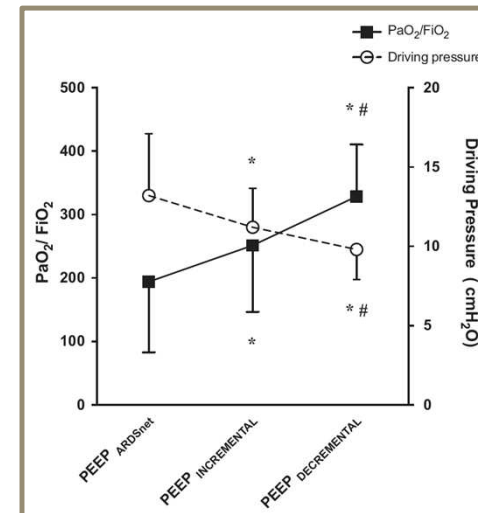 PaO₂/FiO₂
Driving pressure
500
400
300
200
100
0
PaO₂/ FiO₂
20
15
10
5
0
Driving Pressure ( cmH₂O)
* #
*
* #
*
PEEP ARDSnet
PEEP INCREMENTAL
PEEP DECREMENTAL